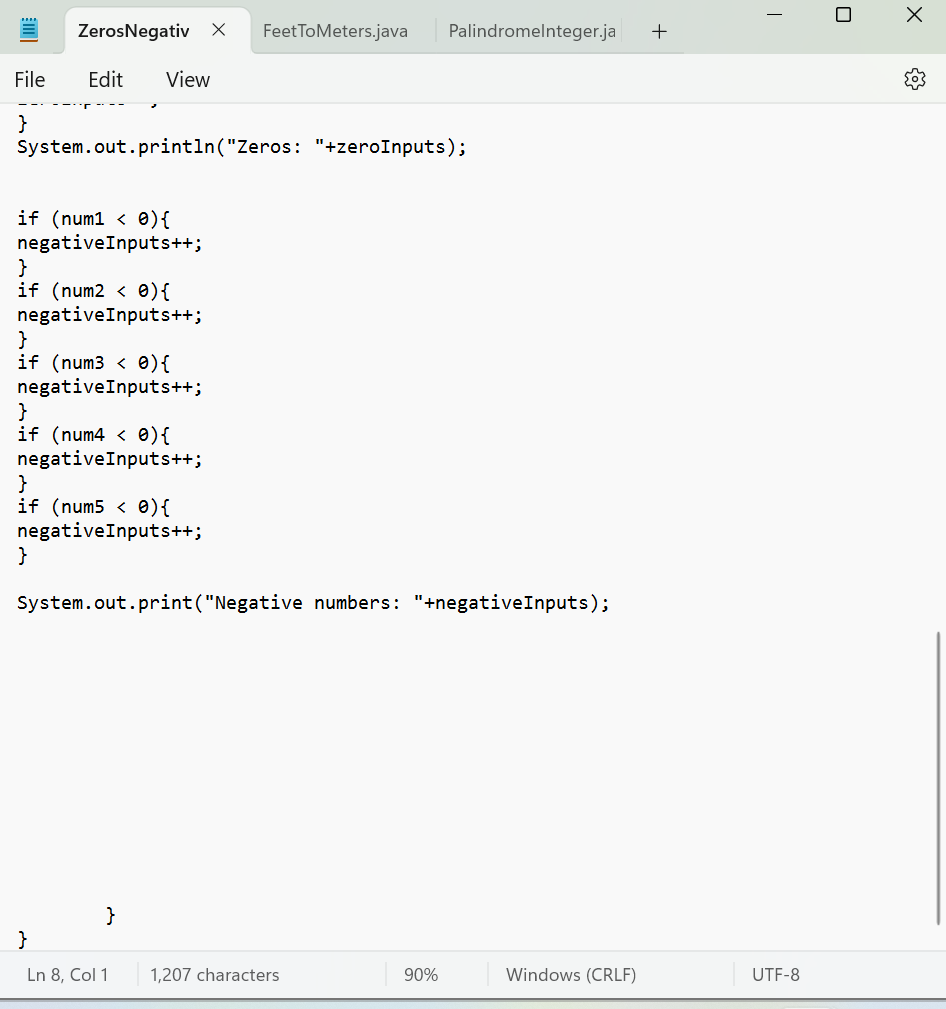 ZerosNegativ
FeetToMeters.java
PalindromeInteger.ja
File Edit View
}
System.out.println("Zeros: "+zeroInputs);
if (num1 < 0){
negativeInputs++;
}
if (num2 < 0){
negativeInputs++;
}
if (num3 < 0){
negativeInputs++;
}
if (num4 < 0){
negativeInputs++;
}
if (num5 < 0){
negativeInputs++;
}
System.out.print("Negative numbers: "+negativeInputs);
}
}
Ln 8, Col 1 1,207 characters 90% Windows (CRLF) UTF-8